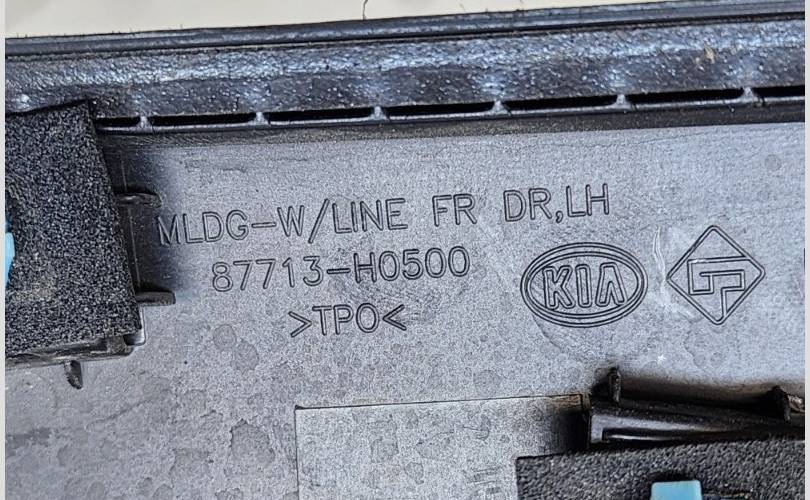 MLDG-W/LINE FR DR,LH
87713-H0500
>TPO<
KIA